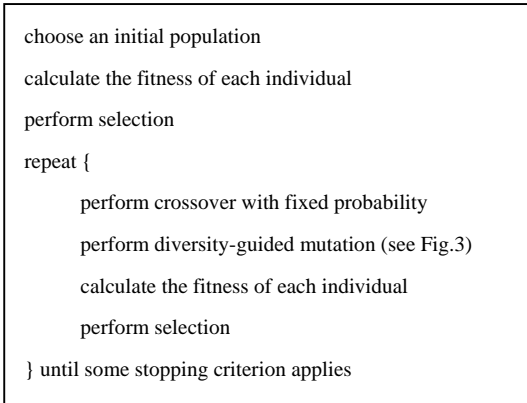 choose an initial population
calculate the fitness of each individual
perform selection
repeat {
perform crossover with fixed probability
perform diversity-guided mutation (see Fig.3)
calculate the fitness of each individual
perform selection
} until some stopping criterion applies